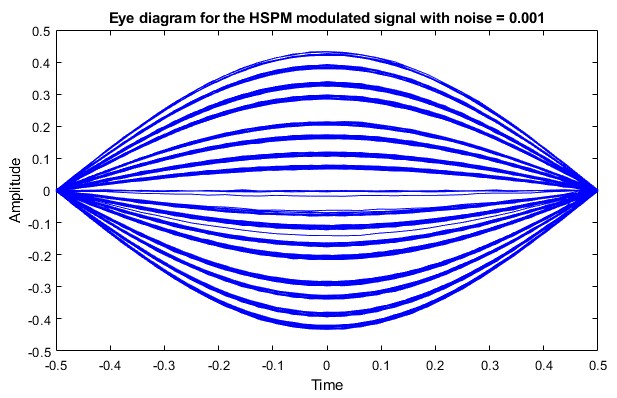 Eye diagram for the HSPM modulated signal with noise = 0.001
Amplitude
0.5
0.4
0.3
0.2
0.1
0
-0.1
-0.2
-0.3
-0.4
-0.5
-0.5 -0.4 -0.3 -0.2 -0.1 0 0.1 0.2 0.3 0.4 0.5
Time